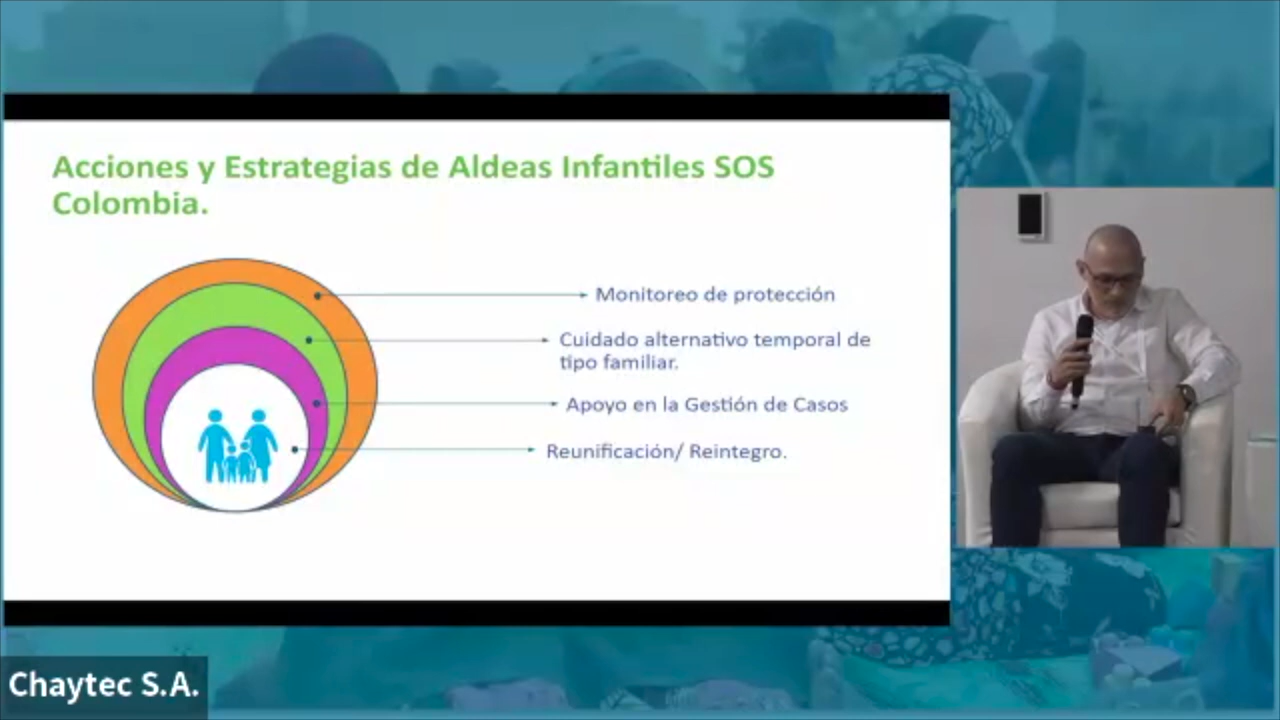 Acciones y Estrategias de Aldeas Infantiles SOS
Colombia.
Monitoreo de protección
Cuidado alternativo temporal de
tipo familiar.
Apoyo en la Gestión de Casos
Reunificación/ Reintegro.
Chaytec S.A.